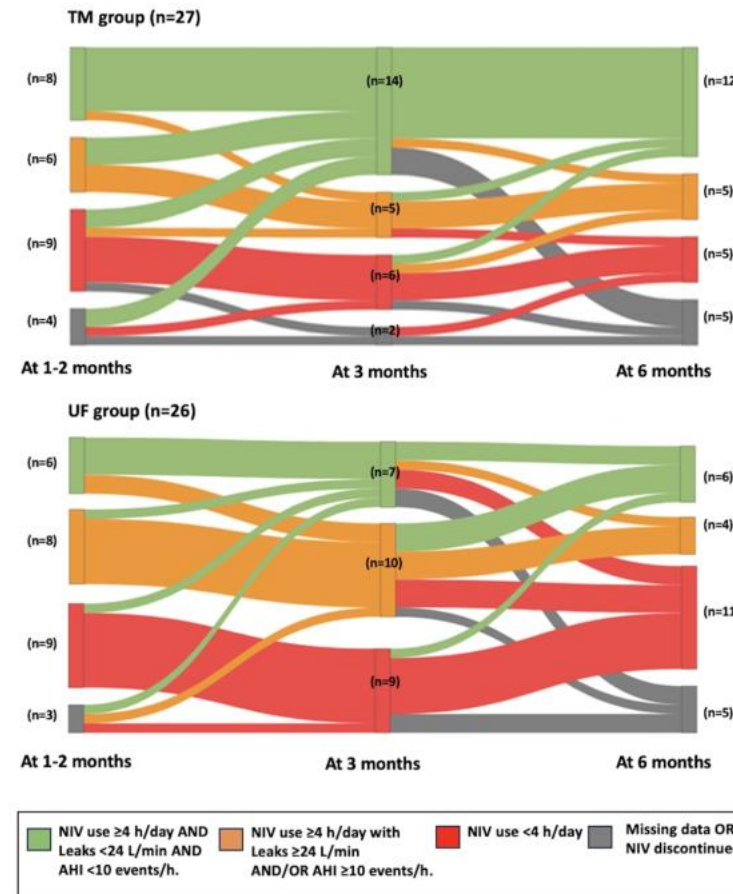 TM group (n=27)
(n=8)
(n=6)
(n=9)
(n=4)
(n=14)
(n=5)
(n=6)
(n=2)
(n=12
(n=5)
(n=5)
(n=5)
At 1-2 months
At 3 months
At 6 months
UF group (n=26)
(n=6)
(n=8)
(n=9)
(n=3)
(n=7)
(n=10)
(n=9)
(n=6)
(n=4)
(n=11
(n=5)
At 1-2 months
At 3 months
At 6 months
NIV use ≥4 h/day AND
Leaks <24 L/min AND
AHI <10 events/h.
NIV use ≥4 h/day with
Leaks ≥24 L/min
AND/OR AHI ≥10 events/h.
NIV use <4 h/day
Missing data OR
NIV discontinue